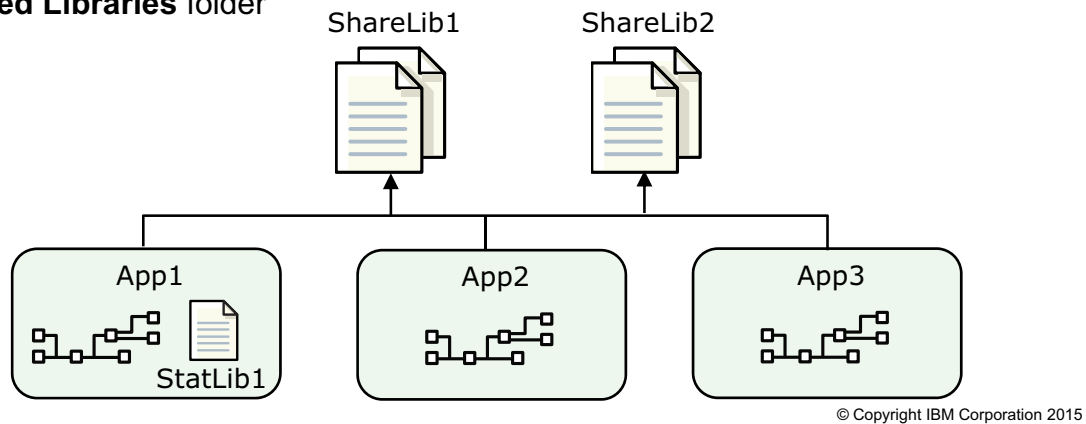 ed Libraries folder
ShareLib1 ShareLib2
App1 App2 App3
StatLib1
© Copyright IBM Corporation 2015